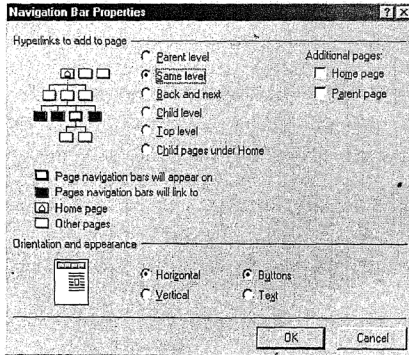 Navigation Bar Properties
Hyperlinks to add to page
Parent level
Same level
Back and next
Child level
Top level
Child pages under Home
Additional pages:
Home page
Parent page
Page navigation bars will appear on
Pages navigation bars will link to
Home page
Other pages
Orientation and appearance
Horizontal
Vertical
Buttons
Text
OK
Cancel